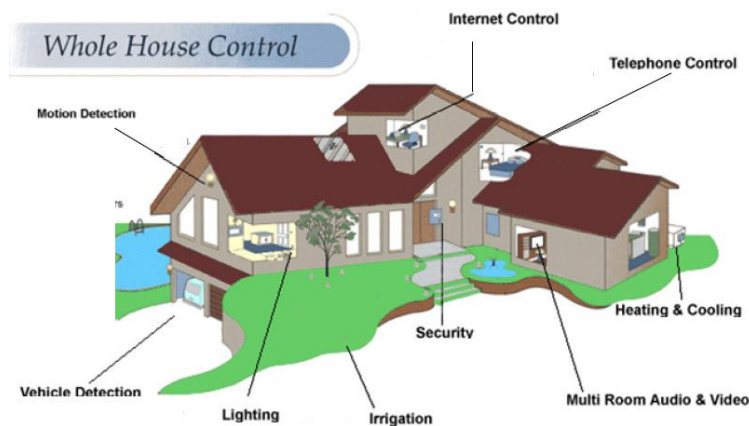 Internet Control
Whole House Control
Telephone Control
Motion Detection
rs
Heating & Cooling
Security
Vehicle Detection
Multi Room Audio & Video
Lighting
Irrigation